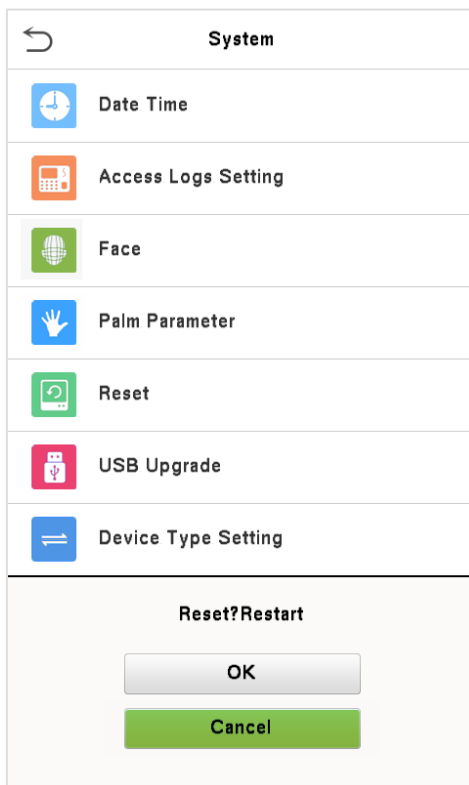 System
Date Time
Access Logs Setting
Face
Palm Parameter
Reset
USB Upgrade
Device Type Setting
Reset?Restart
OK
Cancel